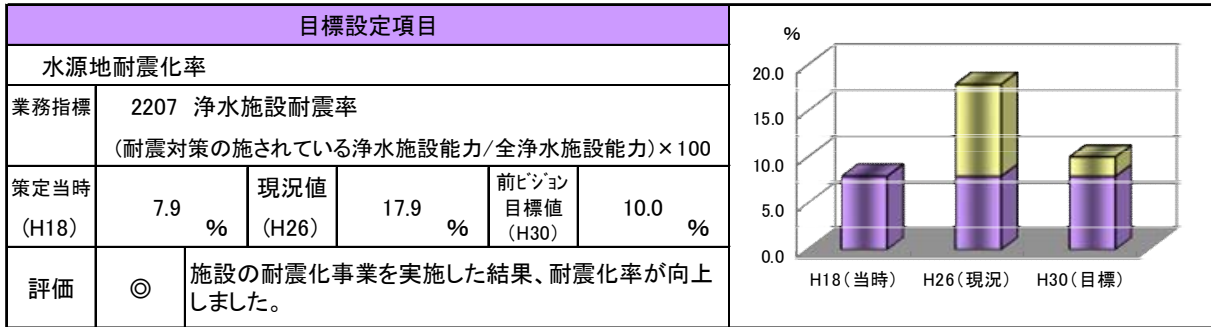 目標設定項目
水源地耐震化率
業務指標 2207 浄水施設耐震率
(耐震対策の施されている浄水施設能力/全浄水施設能力)×100
策定当時
(H18)
7.9
%
現況値
(H26)
17.9
%
前ビジョン
目標値
(H30)
10.0
%
評価
◎
施設の耐震化事業を実施した結果、耐震化率が向上
しました。
%
20.0
15.0
10.0
5.0
0.0
H18(当時) H26(現況) H30(目標)